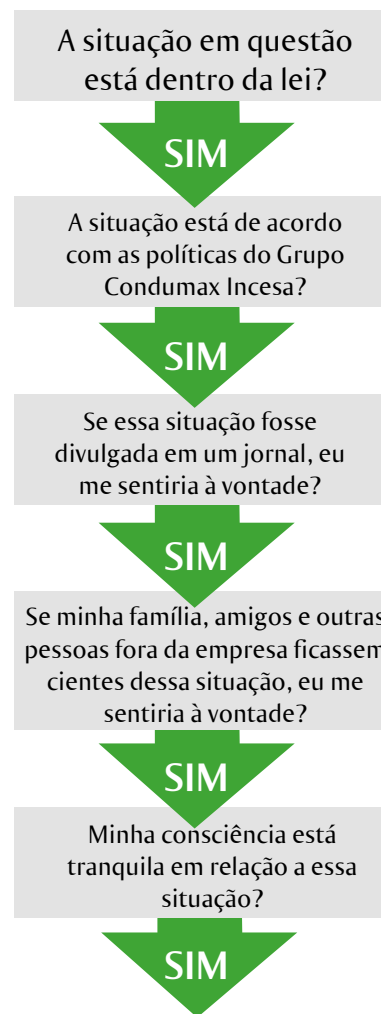 A situação em questão
está dentro da lei?
SIM
A situação está de acordo
com as políticas do Grupo
Condumax Incesa?
SIM
Se essa situação fosse
divulgada em um jornal, eu
me sentiria à vontade?
SIM
Se minha família, amigos e outras
pessoas fora da empresa ficassem
cientes dessa situação, eu me
sentiria à vontade?
SIM
Minha consciência está
tranquila em relação a essa
situação?
SIM